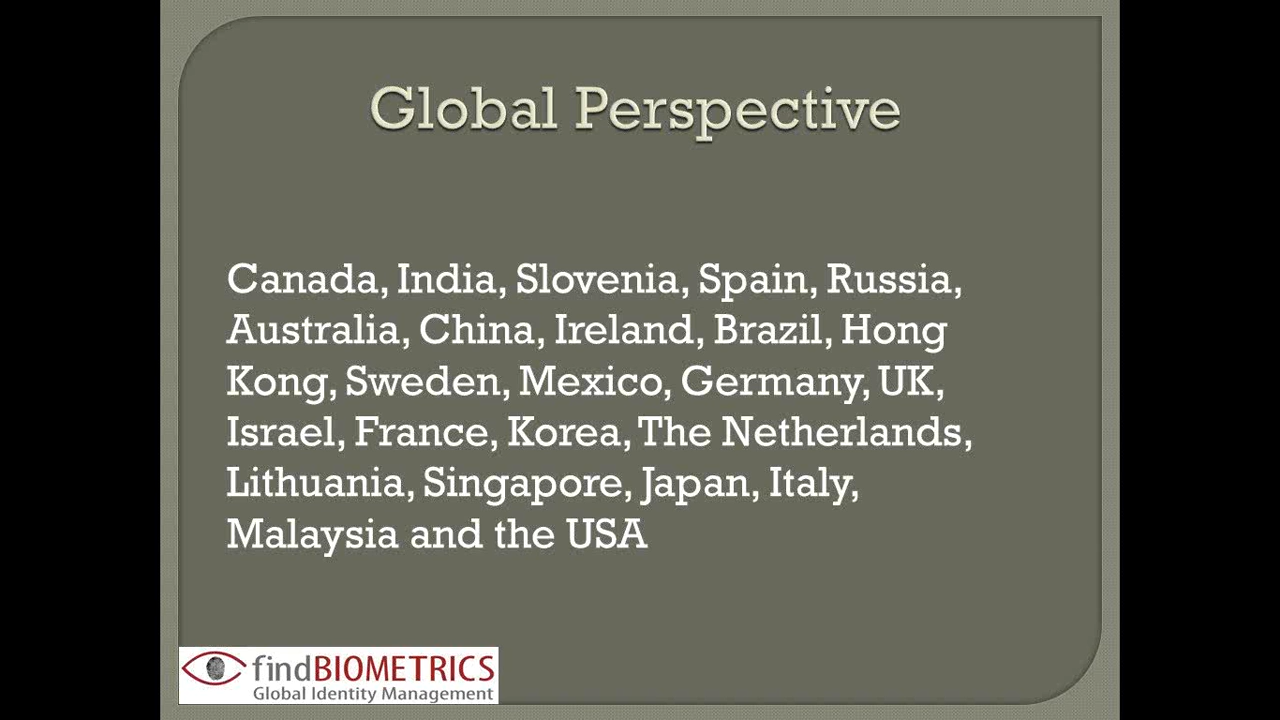 Global Perspective
Canada, India, Slovenia, Spain, Russia,
Australia, China, Ireland, Brazil, Hong
Kong, Sweden, Mexico, Germany, UK,
Israel, France, Korea, The Netherlands,
Lithuania, Singapore, Japan, Italy,
Malaysia and the USA
findBIOMETRICS
Global Identity Management